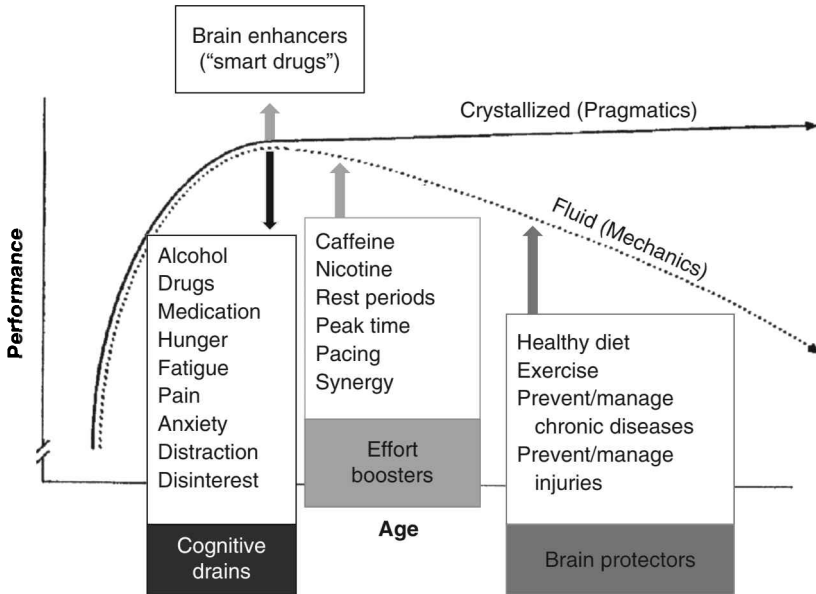 Brain enhancers
(“smart drugs”)
Crystallized (Pragmatics)
Fluid (Mechanics)
Performance
Alcohol
Drugs
Medication
Hunger
Fatigue
Pain
Anxiety
Distraction
Disinterest
Cognitive
drains
Caffeine
Nicotine
Rest periods
Peak time
Pacing
Synergy
Effort
boosters
Healthy diet
Exercise
Prevent/manage
chronic diseases
Prevent/manage
injuries
Brain protectors
Age